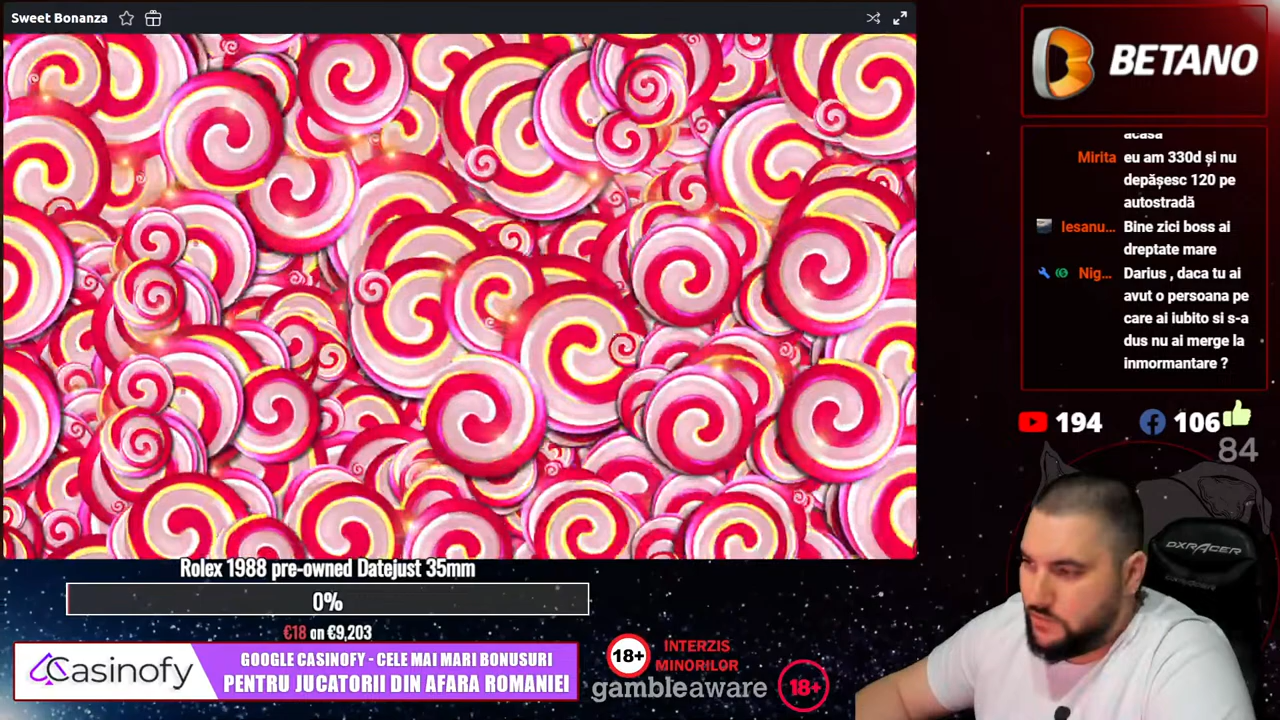 Sweet Bonanza
BETANO
acasa
Mirita eu am 330d și nu
depășesc 120 pe
autostradă
Iesanu... Bine zici boss ai
dreptate mare
Nig... Darius , daca tu ai
avut o persoana pe
care ai iubito si s-a
dus nu ai merge la
inmormantare ?
194
106
84
DXRACER
Rolex 1988 pre-owned Datejust 35mm
0%
€18 on €9,203
Casinofy
GOOGLE CASINOFY - CELE MAI MARI BONUSURI
PENTRU JUCATORII DIN AFARA ROMANIEI
18+
INTERZIS
MINORILOR
gambleaware
18+